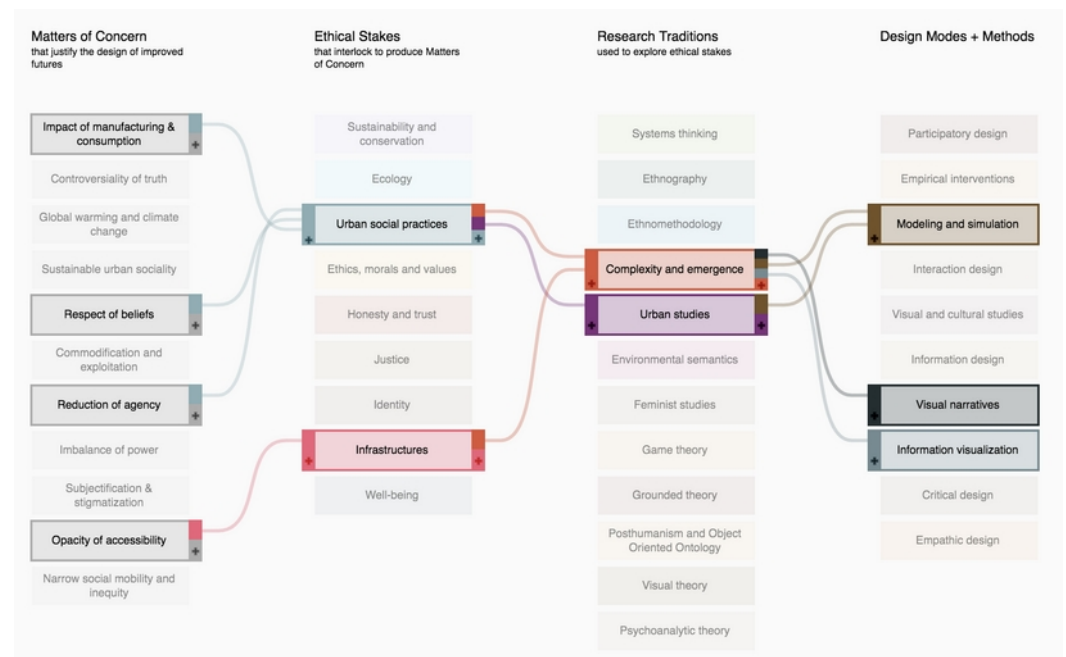 Matters of Concern
that justify the design of improved
futures
Impact of manufacturing &
consumption
Controversiality of truth
Global warming and climate
change
Sustainable urban sociality
Respect of beliefs
Commodification and
exploitation
Reduction of agency
Imbalance of power
Subjectification &
stigmatization
Opacity of accessibility
Narrow social mobility and
inequity
Ethical Stakes
that interlock to produce Matters
of Concern
Sustainability and
conservation
Ecology
Urban social practices
Ethics, morals and values
Honesty and trust
Justice
Identity
Infrastructures
Well-being
Research Traditions
used to explore ethical stakes
Systems thinking
Ethnography
Ethnomethodology
Complexity and emergence
Urban studies
Environmental semantics
Feminist studies
Game theory
Grounded theory
Posthumanism and Object
Oriented Ontology
Visual theory
Psychoanalytic theory
Design Modes + Methods
Participatory design
Empirical interventions
Modeling and simulation
Interaction design
Visual and cultural studies
Information design
Visual narratives
Information visualization
Critical design
Empathic design